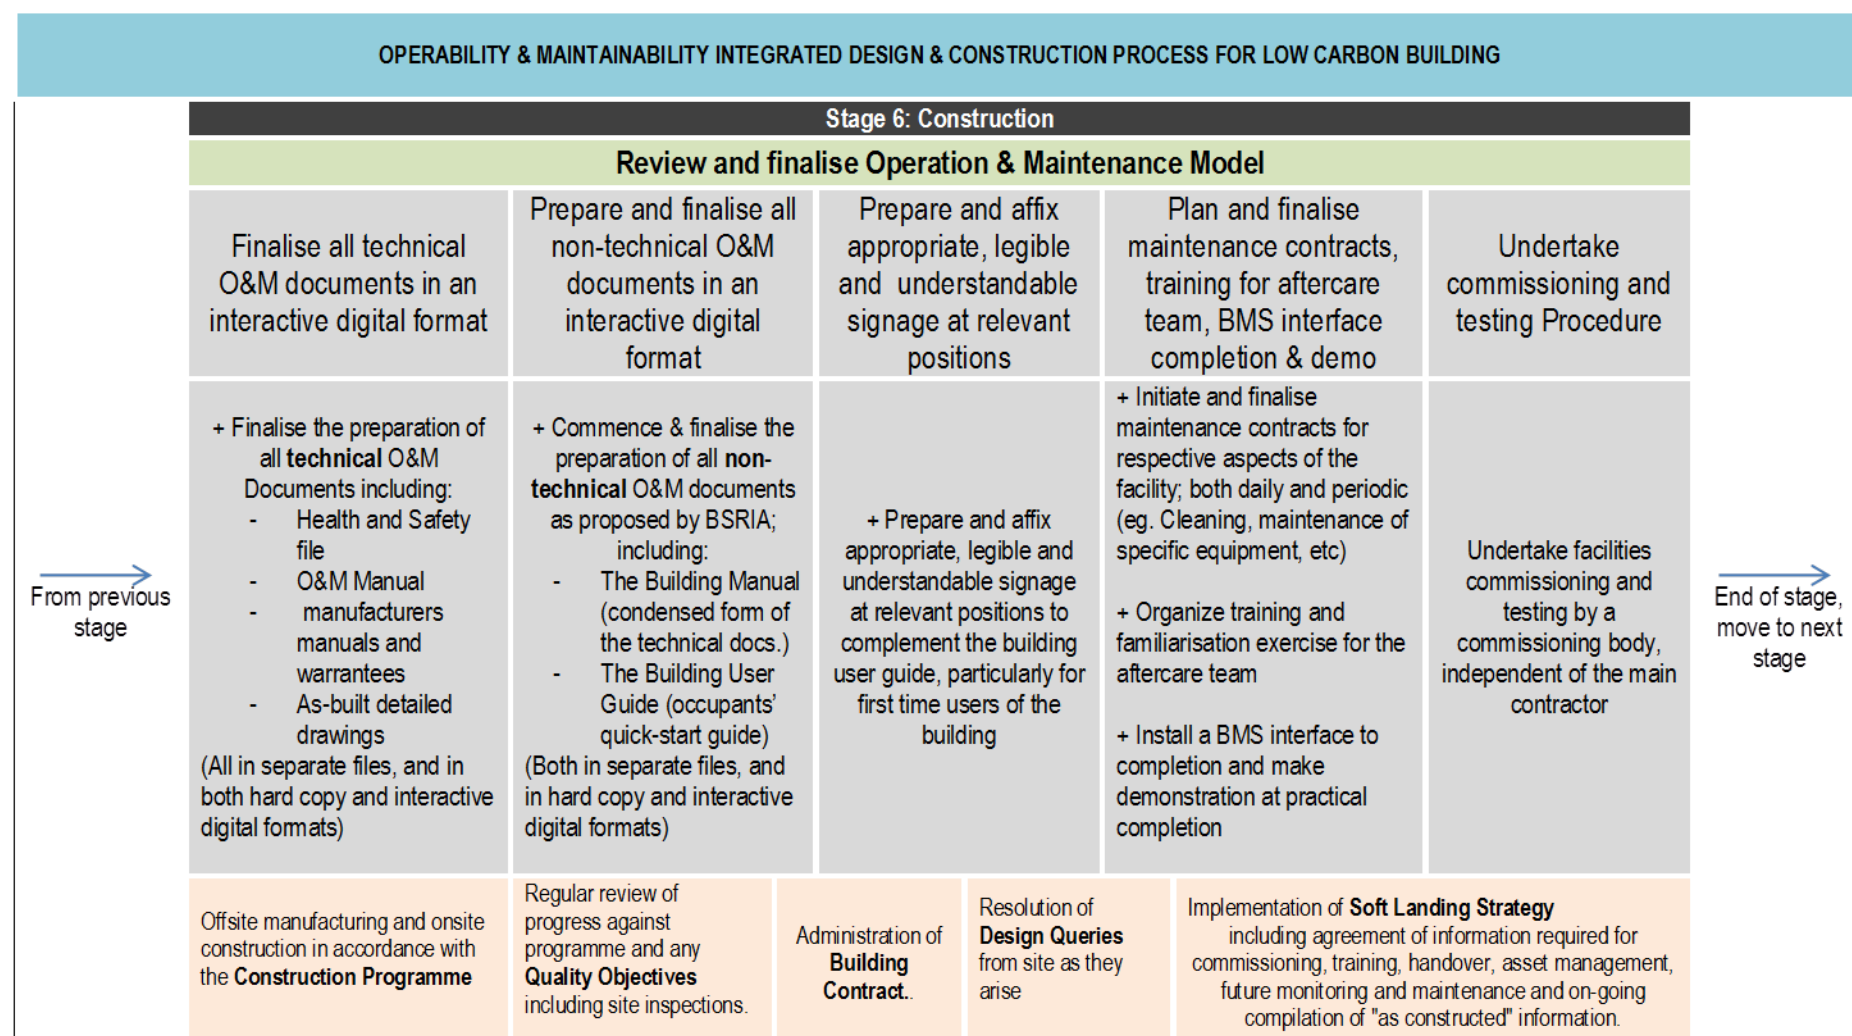 OPERABILITY & MAINTAINABILITY INTEGRATED DESIGN & CONSTRUCTION PROCESS FOR LOW CARBON BUILDING
Stage 6: Construction
Review and finalise Operation & Maintenance Model
Finalise all technical
O&M documents in an
interactive digital format
Prepare and finalise all
non-technical O&M
documents in an
interactive digital
format
Prepare and affix
appropriate, legible
and understandable
signage at relevant
positions
Plan and finalise
maintenance contracts,
training for aftercare
team, BMS interface
completion & demo
Undertake
commissioning and
testing Procedure
From previous
stage
+ Finalise the preparation of
all technical O&M
Documents including:
- Health and Safety
file
- O&M Manual
- manufacturers
manuals and
warrantees
- As-built detailed
drawings
(All in separate files, and in
both hard copy and interactive
digital formats)
+ Commence & finalise the
preparation of all non-
technical O&M documents
as proposed by BSRIA;
including:
- The Building Manual
(condensed form of
the technical docs.)
- The Building User
Guide (occupants’
quick-start guide)
(Both in separate files, and
in hard copy and interactive
digital formats)
+ Prepare and affix
appropriate, legible and
understandable signage
at relevant positions to
complement the building
user guide, particularly for
first time users of the
building
+ Initiate and finalise
maintenance contracts for
respective aspects of the
facility; both daily and periodic
(eg. Cleaning, maintenance of
specific equipment, etc)
+ Organize training and
familiarisation exercise for the
aftercare team
+ Install a BMS interface to
completion and make
demonstration at practical
completion
Undertake facilities
commissioning and
testing by a
commissioning body,
independent of the main
contractor
End of stage,
move to next
stage
Offsite manufacturing and onsite
construction in accordance with
the Construction Programme
Regular review of
progress against
programme and any
Quality Objectives
including site inspections.
Administration of
Building
Contract..
Resolution of
Design Queries
from site as they
arise
Implementation of Soft Landing Strategy
including agreement of information required for
commissioning, training, handover, asset management,
future monitoring and maintenance and on-going
compilation of "as constructed" information.